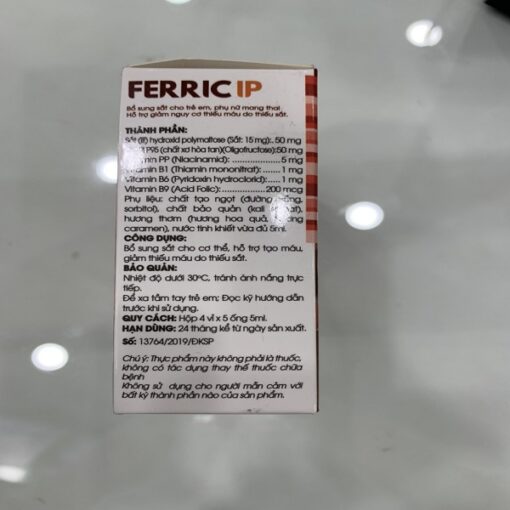 FERRIC IP
Bổ sung sắt cho trẻ em, phụ nữ mang thai
Hỗ trợ giảm nguy cơ thiếu máu do thiếu sắt.
THÀNH PHẦN:
Sắt (III) hydroxid polymaltose (Sắt: 15 mg):. 50 mg
P95 (chất xơ hòa tan)(Oligofructose):50 mg
PP (Niacinamid): 5 mg
Vitamin B1 (Thiamin mononitrat): 1 mg
Vitamin B6 (Pyridoxin hydroclorid): 1 mg
Vitamin B9 (Acid Folic): 200 mcg
Phụ liệu: chất tạo ngọt (đường
sorbitol), chất bảo quản (kali
hương thơm (hương hoa quả,
caramen), nước tinh khiết vừa đủ 5ml.
CÔNG DỤNG:
Bổ sung sắt cho cơ thể, hỗ trợ tạo máu,
giảm thiếu máu do thiếu sắt.
BẢO QUẢN:
Nhiệt độ dưới 30ºC, tránh ánh nắng trực
tiếp.
Để xa tầm tay trẻ em; Đọc kỹ hướng dẫn
trước khi sử dụng.
QUY CÁCH: Hộp 4 vỉ x 5 ống 5ml.
HẠN DÙNG: 24 tháng kể từ ngày sản xuất.
Số: 13764/2019/ĐKSP
Chú ý: Thực phẩm này không phải là thuốc,
không có tác dụng thay thế thuốc chữa
bệnh
Không sử dụng cho người mẫn cảm với
bất kỳ thành phần nào của sản phẩm.